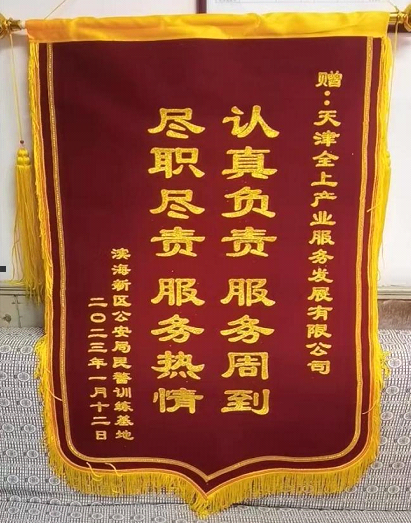 赠：天津全上产业服务发展有限公司
认真负责 服务周到
尽职尽责 服务热情
滨海新区公安局民警训练基地
二〇二三年一月十二日